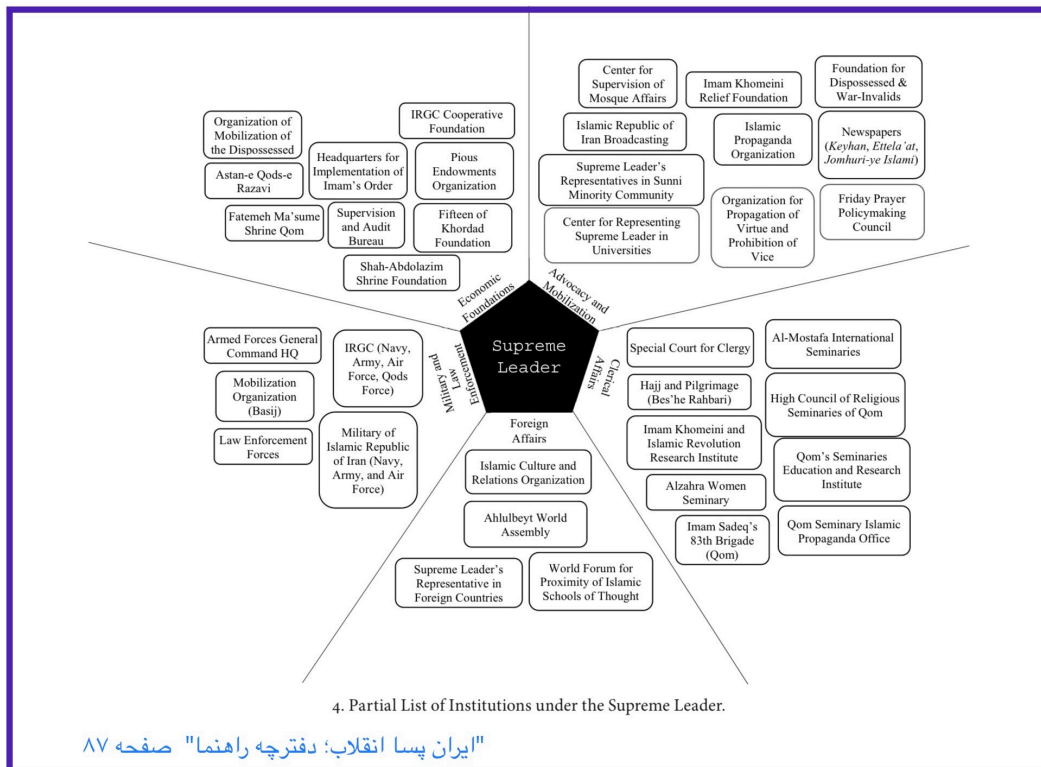 Organization of
Mobilization of
the Dispossessed
IRGC Cooperative
Foundation
Astan-e Qods-e
Razavi
Headquarters for
Implementation of
Imam’s Order
Pious
Endowments
Organization
Fatemeh Ma’sume
Shrine Qom
Supervision
and Audit
Bureau
Fifteen of
Khordad
Foundation
Shah-Abdolazim
Shrine Foundation
Economic
Foundations
Center for
Supervision of
Mosque Affairs
Imam Khomeini
Relief Foundation
Foundation for
Dispossessed &
War-Invalids
Islamic Republic of
Iran Broadcasting
Islamic
Propaganda
Organization
Newspapers
(Keyhan, Ettela’at,
Jomhuri-ye Islami)
Supreme Leader’s
Representatives in Sunni
Minority Community
Center for Representing
Supreme Leader in
Universities
Organization for
Propagation of
Virtue and
Prohibition of
Vice
Friday Prayer
Policymaking
Council
Advocacy and
Mobilization
Supreme
Leader
Armed Forces General
Command HQ
IRGC (Navy,
Army, Air
Force, Qods
Force)
Mobilization
Organization
(Basij)
Law Enforcement
Forces
Military of
Islamic Republic
of Iran (Navy,
Army, and Air
Force)
Military and
Law
Enforcement
Clerical
Affairs
Special Court for Clergy
Al-Mostafa International
Seminaries
Hajj and Pilgrimage
(Bes’he Rahbari)
High Council of Religious
Seminaries of Qom
Imam Khomeini and
Islamic Revolution
Research Institute
Qom’s Seminaries
Education and Research
Institute
Alzahra Women
Seminary
Imam Sadeq’s
83th Brigade
(Qom)
Qom Seminary Islamic
Propaganda Office
Foreign
Affairs
Islamic Culture and
Relations Organization
Ahlulbeyt World
Assembly
Supreme Leader’s
Representative in
Foreign Countries
World Forum for
Proximity of Islamic
Schools of Thought
4. Partial List of Institutions under the Supreme Leader.
"ایران پسا انقلاب؛ دفترچه راهنما" صفحه ۸۷